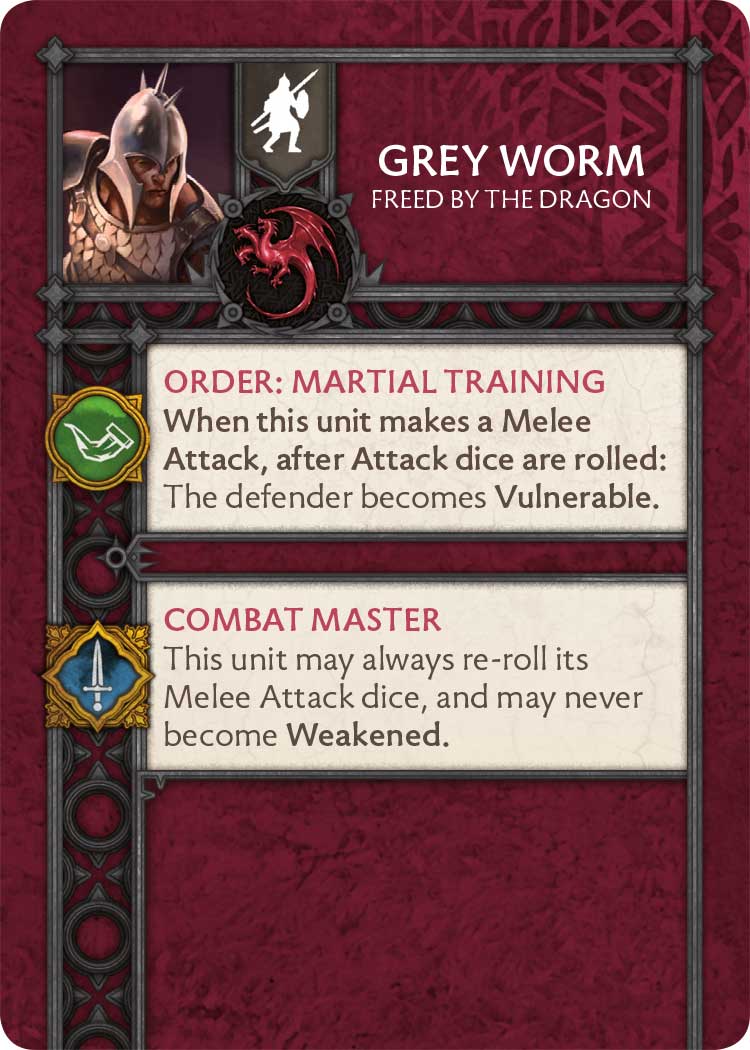 GREY WORM
FREED BY THE DRAGON
ORDER: MARTIAL TRAINING
When this unit makes a Melee
Attack, after Attack dice are rolled:
The defender becomes Vulnerable.
COMBAT MASTER
This unit may always re-roll its
Melee Attack dice, and may never
become Weakened.